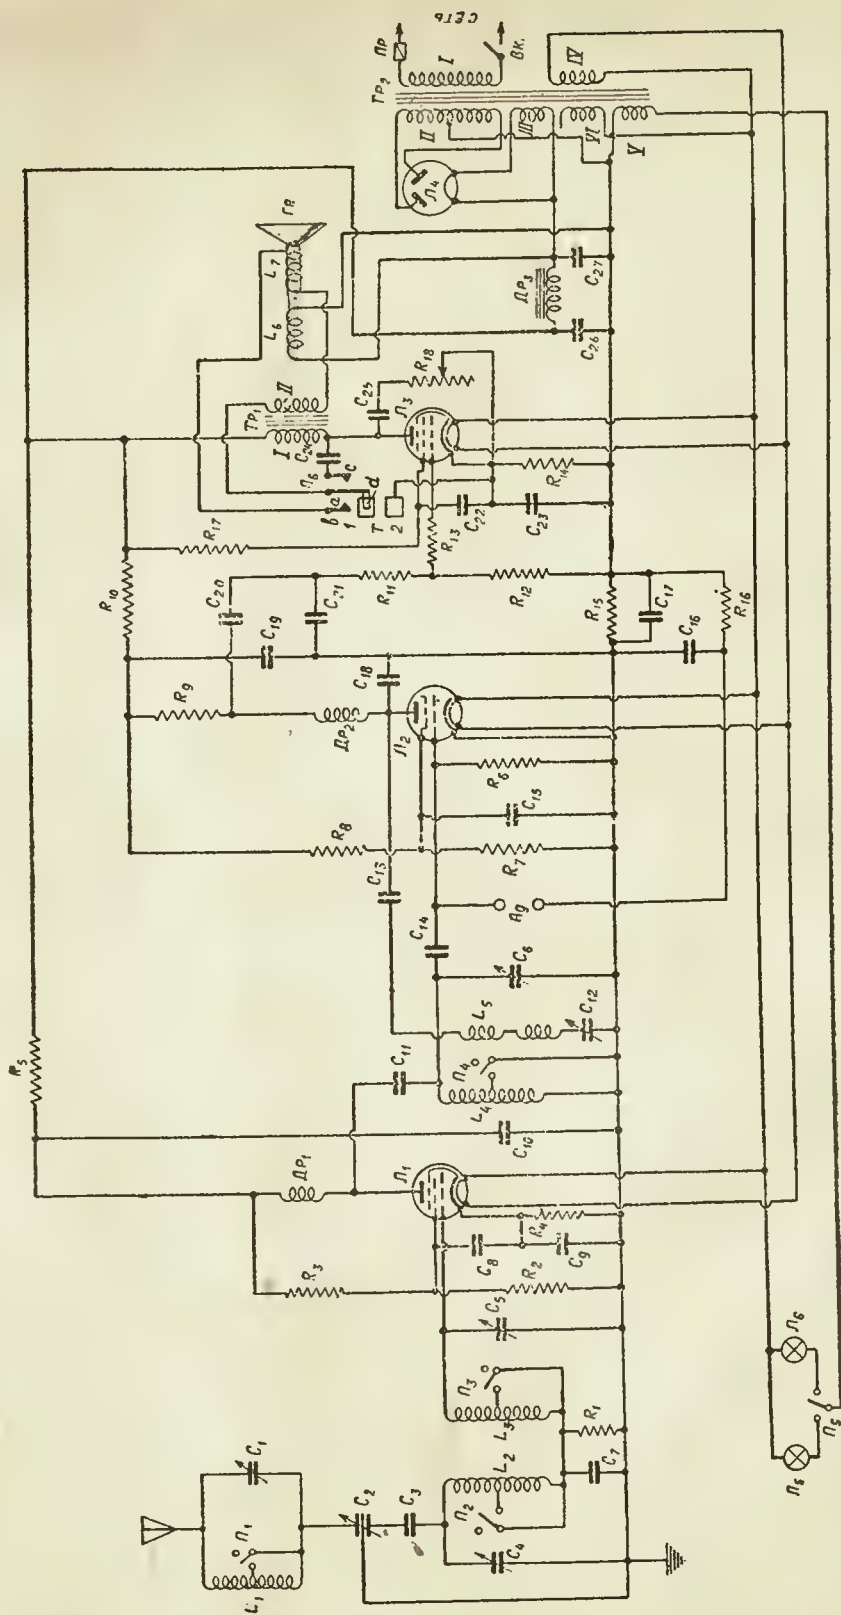 L₁
П₁
C₁
C₂
C₃
C₄
П₂
L₂
L₃
П₃
C₇
R₁
C₅
R₃
R₂
C₈
C₉
R₄
Л₁
ДР₁
R₅
C₁₀
C₁₁
L₄
П₄
L₅
C₁₂
C₆
C₁₄
C₁₃
Ag
R₈
R₇
C₁₅
R₆
Л₂
ДР₂
R₉
C₁₈
C₁₉
C₂₀
C₂₁
R₁₀
R₁₇
R₁₁
R₁₂
R₁₃
R₁₅
C₁₇
C₁₆
R₁₆
C₂₂
C₂₃
R₁₄
b
a
c
d
1
T
2
П₆
C₂₄
I
ТР₁
II
Л₃
C₂₅
R₁₈
L₆
L₇
ГR
C₂₆
ДР₃
C₂₇
Л₄
II
III
VI
V
ТР₂
I
IV
ПР
ВК.
СЕТЬ
Л₅
Л₆
П₅